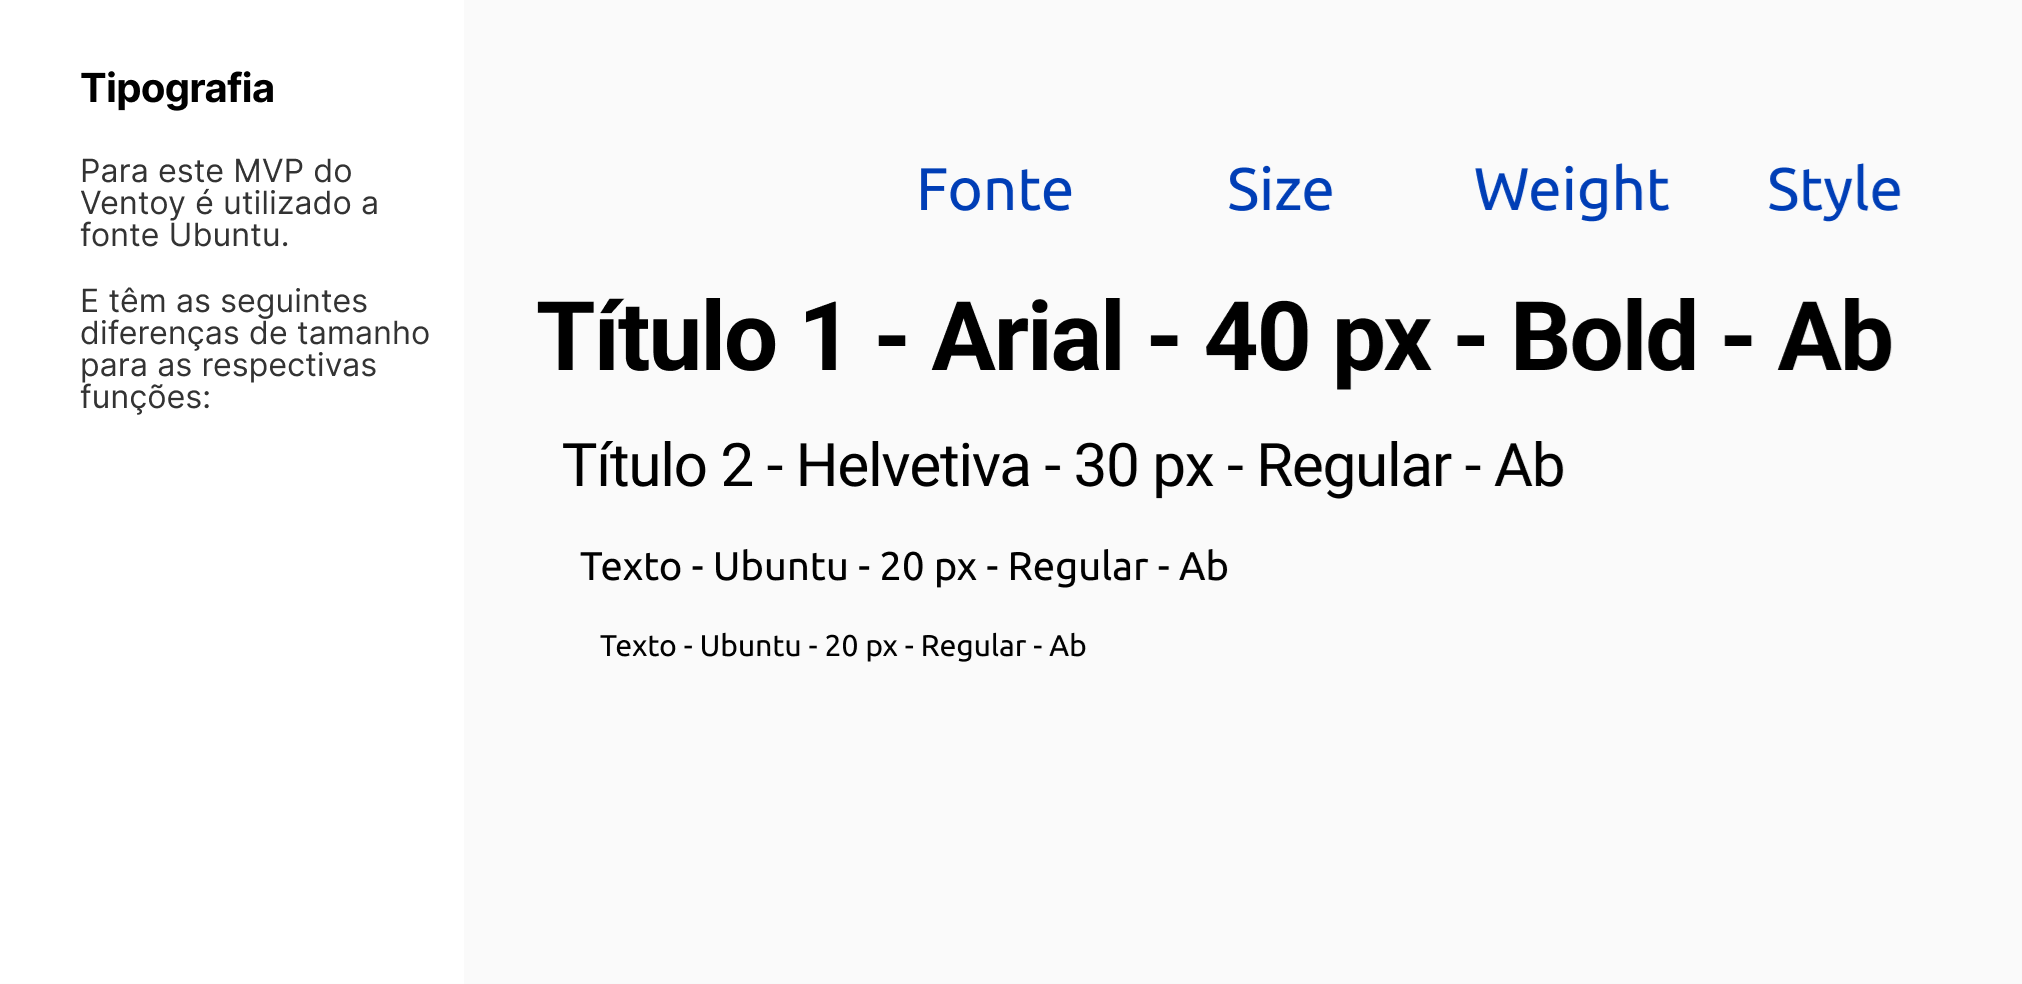 Tipografia
Para este MVP do
Ventoy é utilizado a
fonte Ubuntu.
E têm as seguintes
diferenças de tamanho
para as respectivas
funções:
Fonte Size Weight Style
Título 1 - Arial - 40 px - Bold - Ab
Título 2 - Helvetiva - 30 px - Regular - Ab
Texto - Ubuntu - 20 px - Regular - Ab
Texto - Ubuntu - 20 px - Regular - Ab